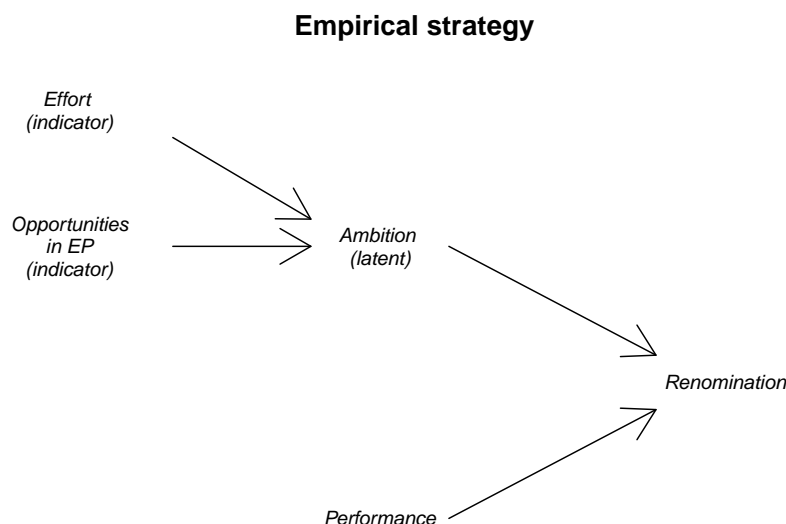 Empirical strategy
Effort
(indicator)
Opportunities
in EP
(indicator)
Ambition
(latent)
Renomination
Performance